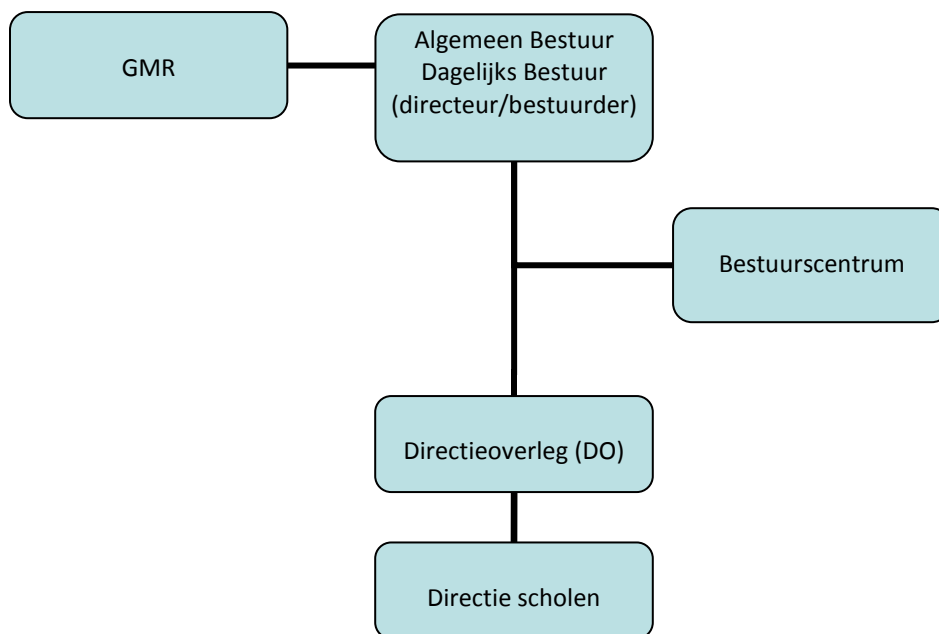 GMR
Algemeen Bestuur
Dagelijks Bestuur
(directeur/bestuurder)
Bestuurscentrum
Directieoverleg (DO)
Directie scholen